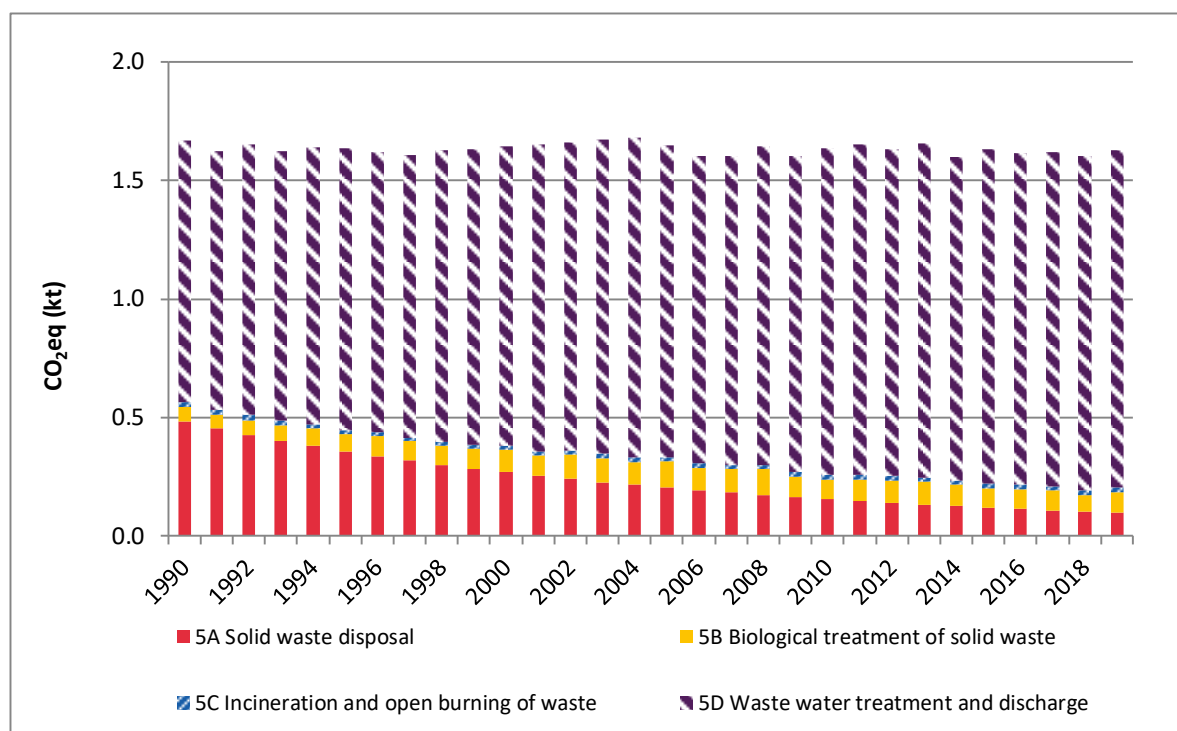 2.0
1.5
1.0
0.5
0.0
CO₂eq (kt)
1990 1992 1994 1996 1998 2000 2002 2004 2006 2008 2010 2012 2014 2016 2018
5A Solid waste disposal 5B Biological treatment of solid waste
5C Incineration and open burning of waste 5D Waste water treatment and discharge